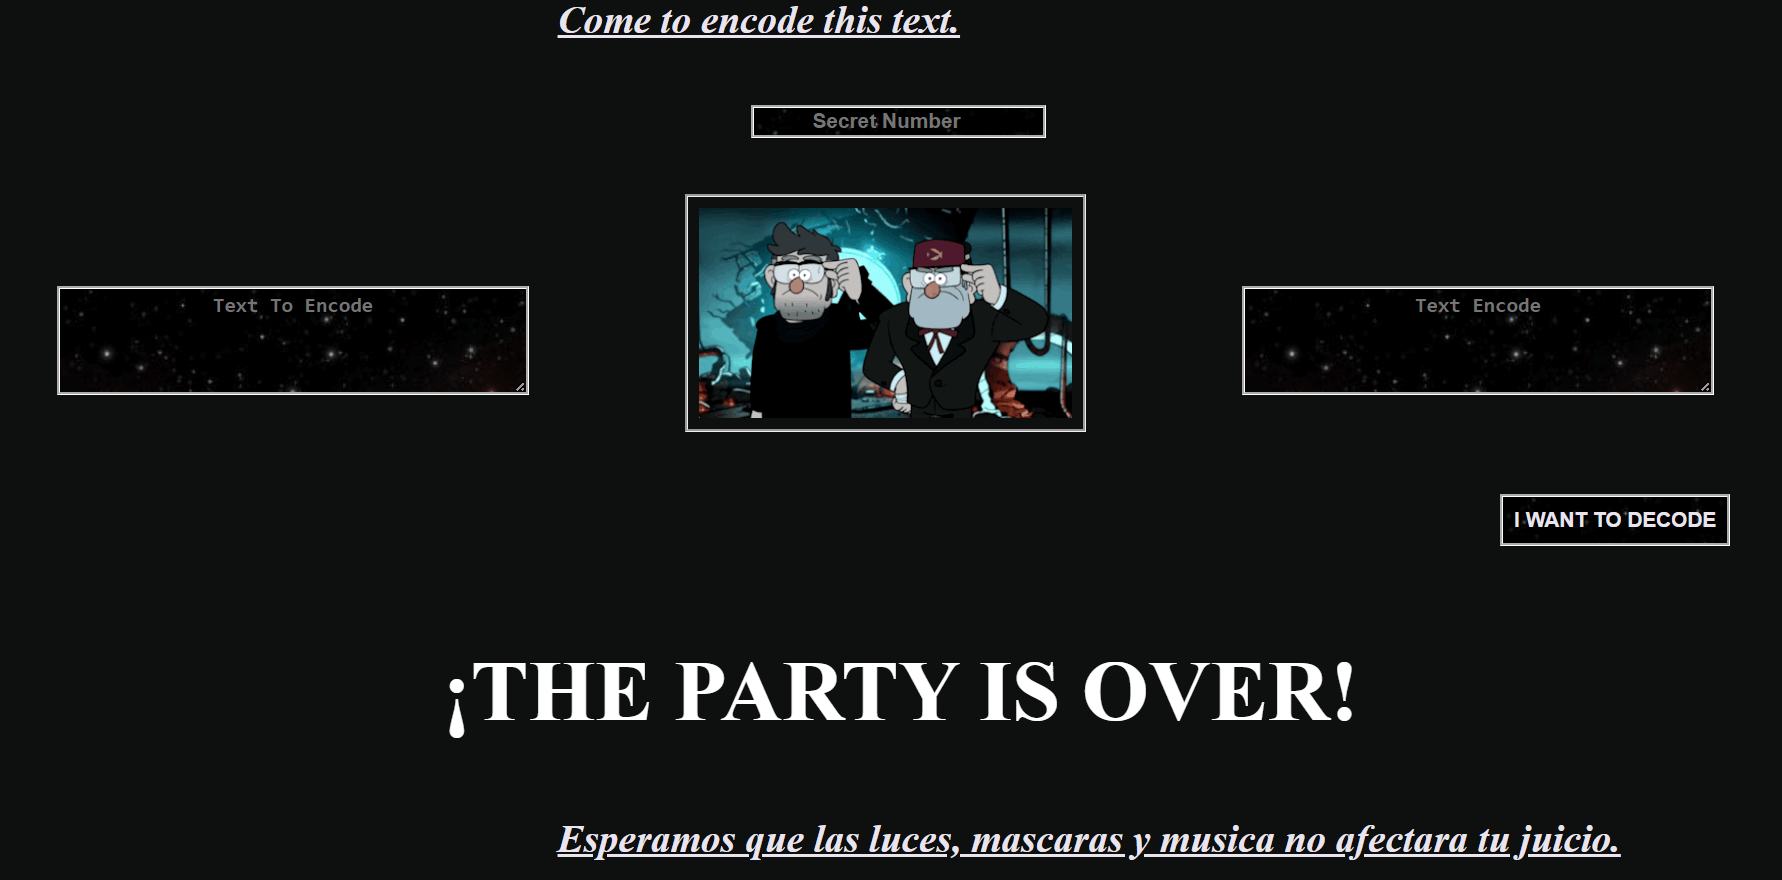 Come to encode this text.
Secret Number
Text To Encode
Text Encode
I WANT TO DECODE
¡THE PARTY IS OVER!
Esperamos que las luces, mascaras y musica no afectara tu juicio.